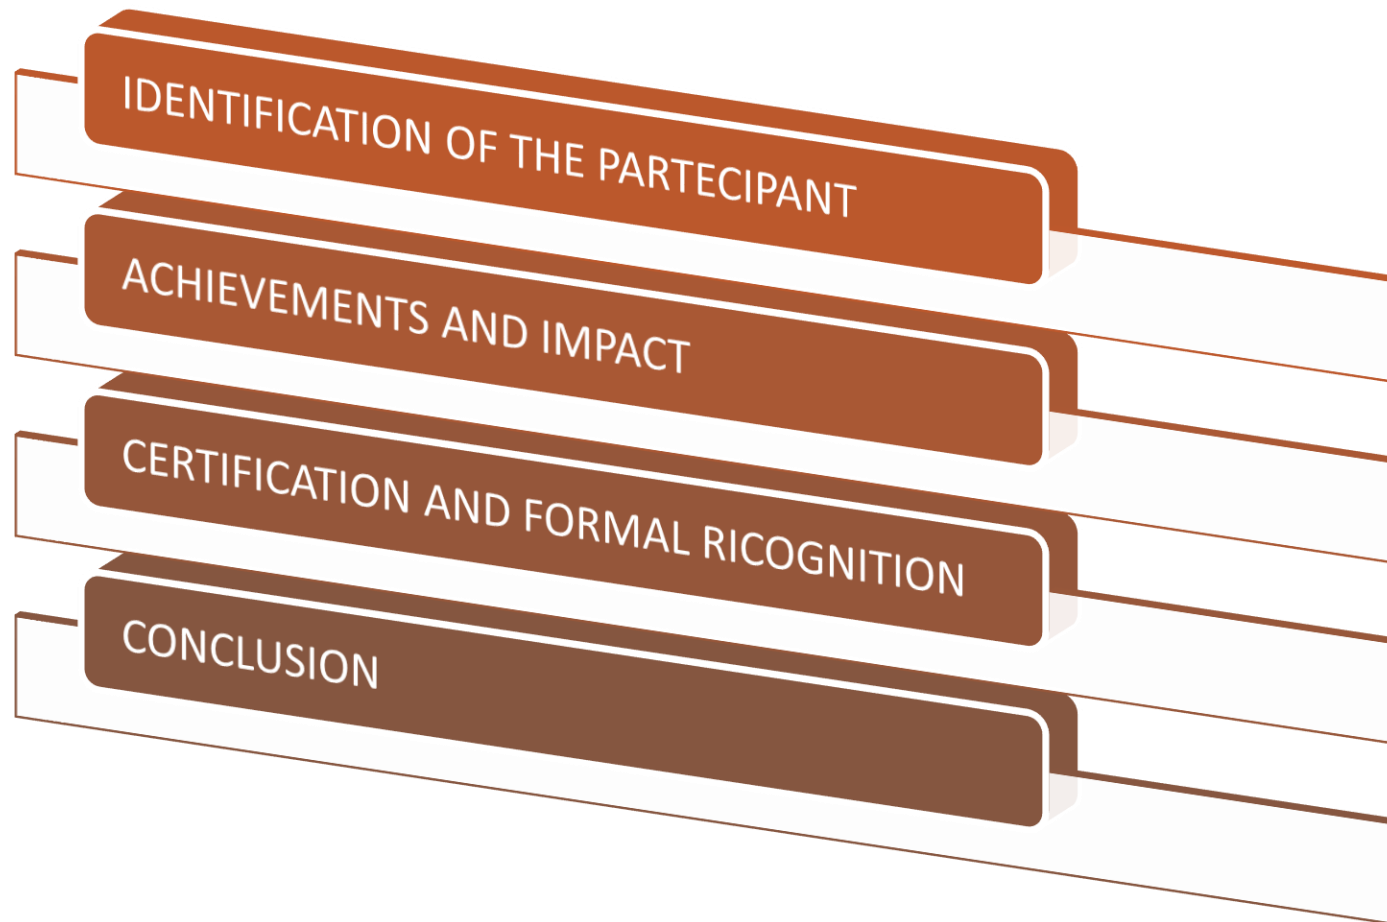 IDENTIFICATION OF THE PARTECIPANT
ACHIEVEMENTS AND IMPACT
CERTIFICATION AND FORMAL RICOGNITION
CONCLUSION